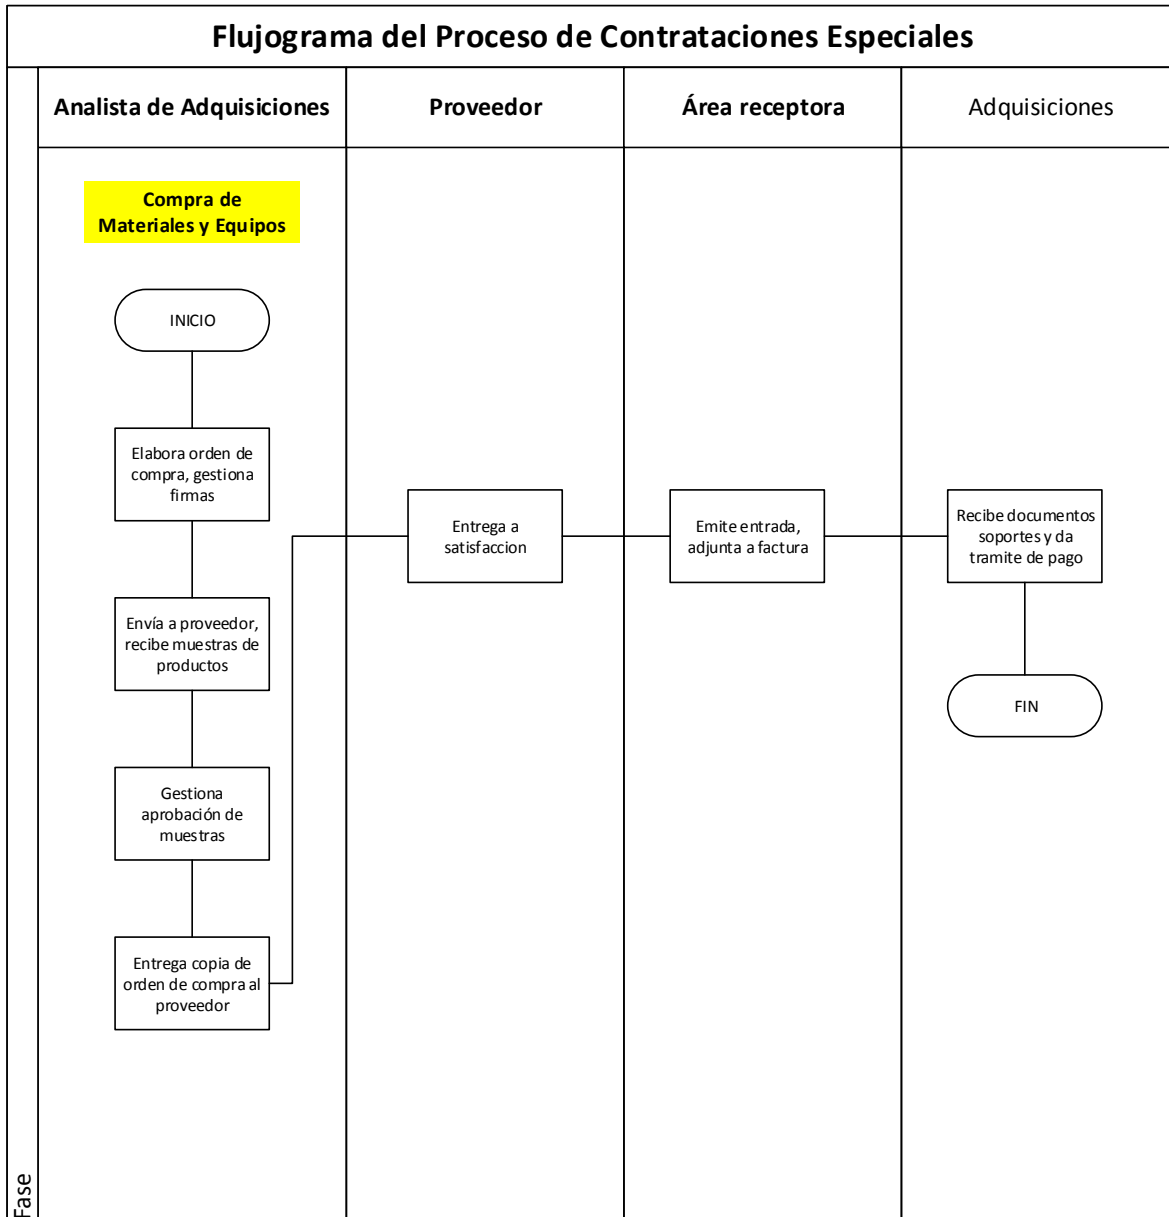 Flujograma del Proceso de Contrataciones Especiales
Analista de Adquisiciones
Proveedor
Área receptora
Adquisiciones
Compra de
Materiales y Equipos
INICIO
Elabora orden de
compra, gestiona
firmas
Envía a proveedor,
recibe muestras de
productos
Gestiona
aprobación de
muestras
Entrega copia de
orden de compra al
proveedor
Entrega a
satisfaccion
Emite entrada,
adjunta a factura
Recibe documentos
soportes y da
tramite de pago
FIN
Fase